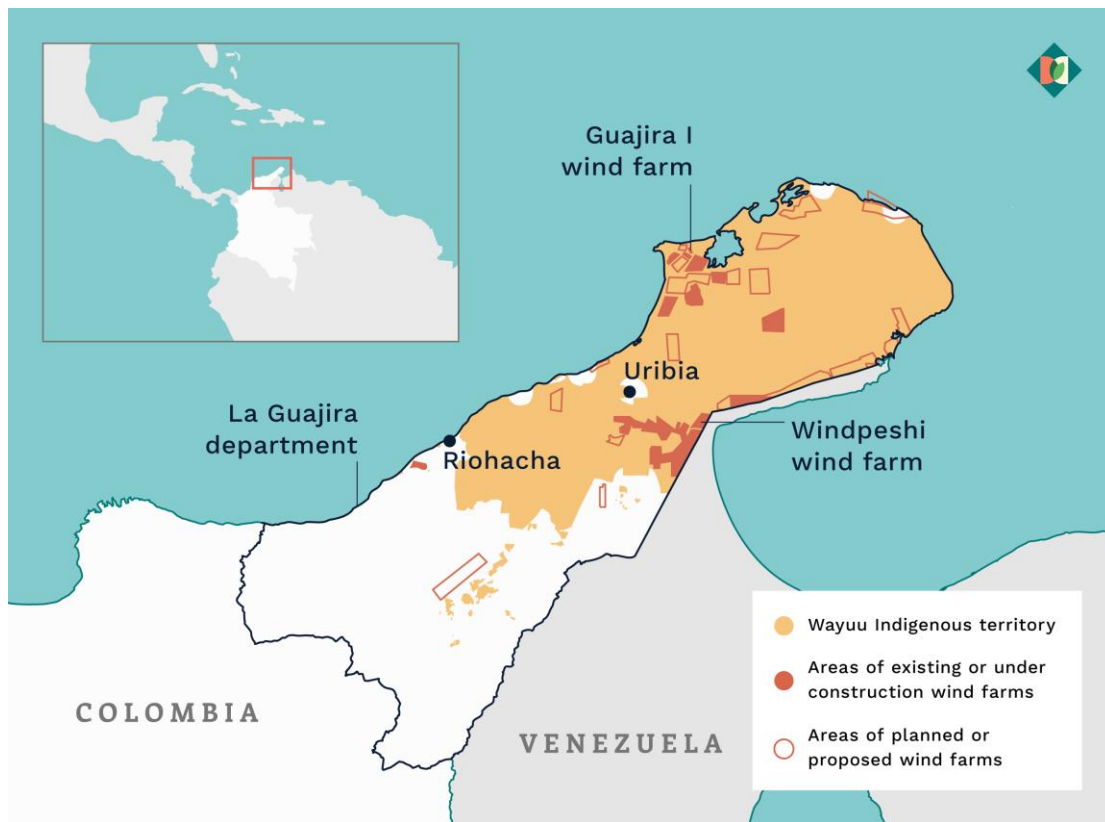 Guajira I
wind farm
Uribia
La Guajira
department
Riohacha
Windpeshi
wind farm
Wayuu Indigenous territory
Areas of existing or under
construction wind farms
Areas of planned or
proposed wind farms
COLOMBIA
VENEZUELA